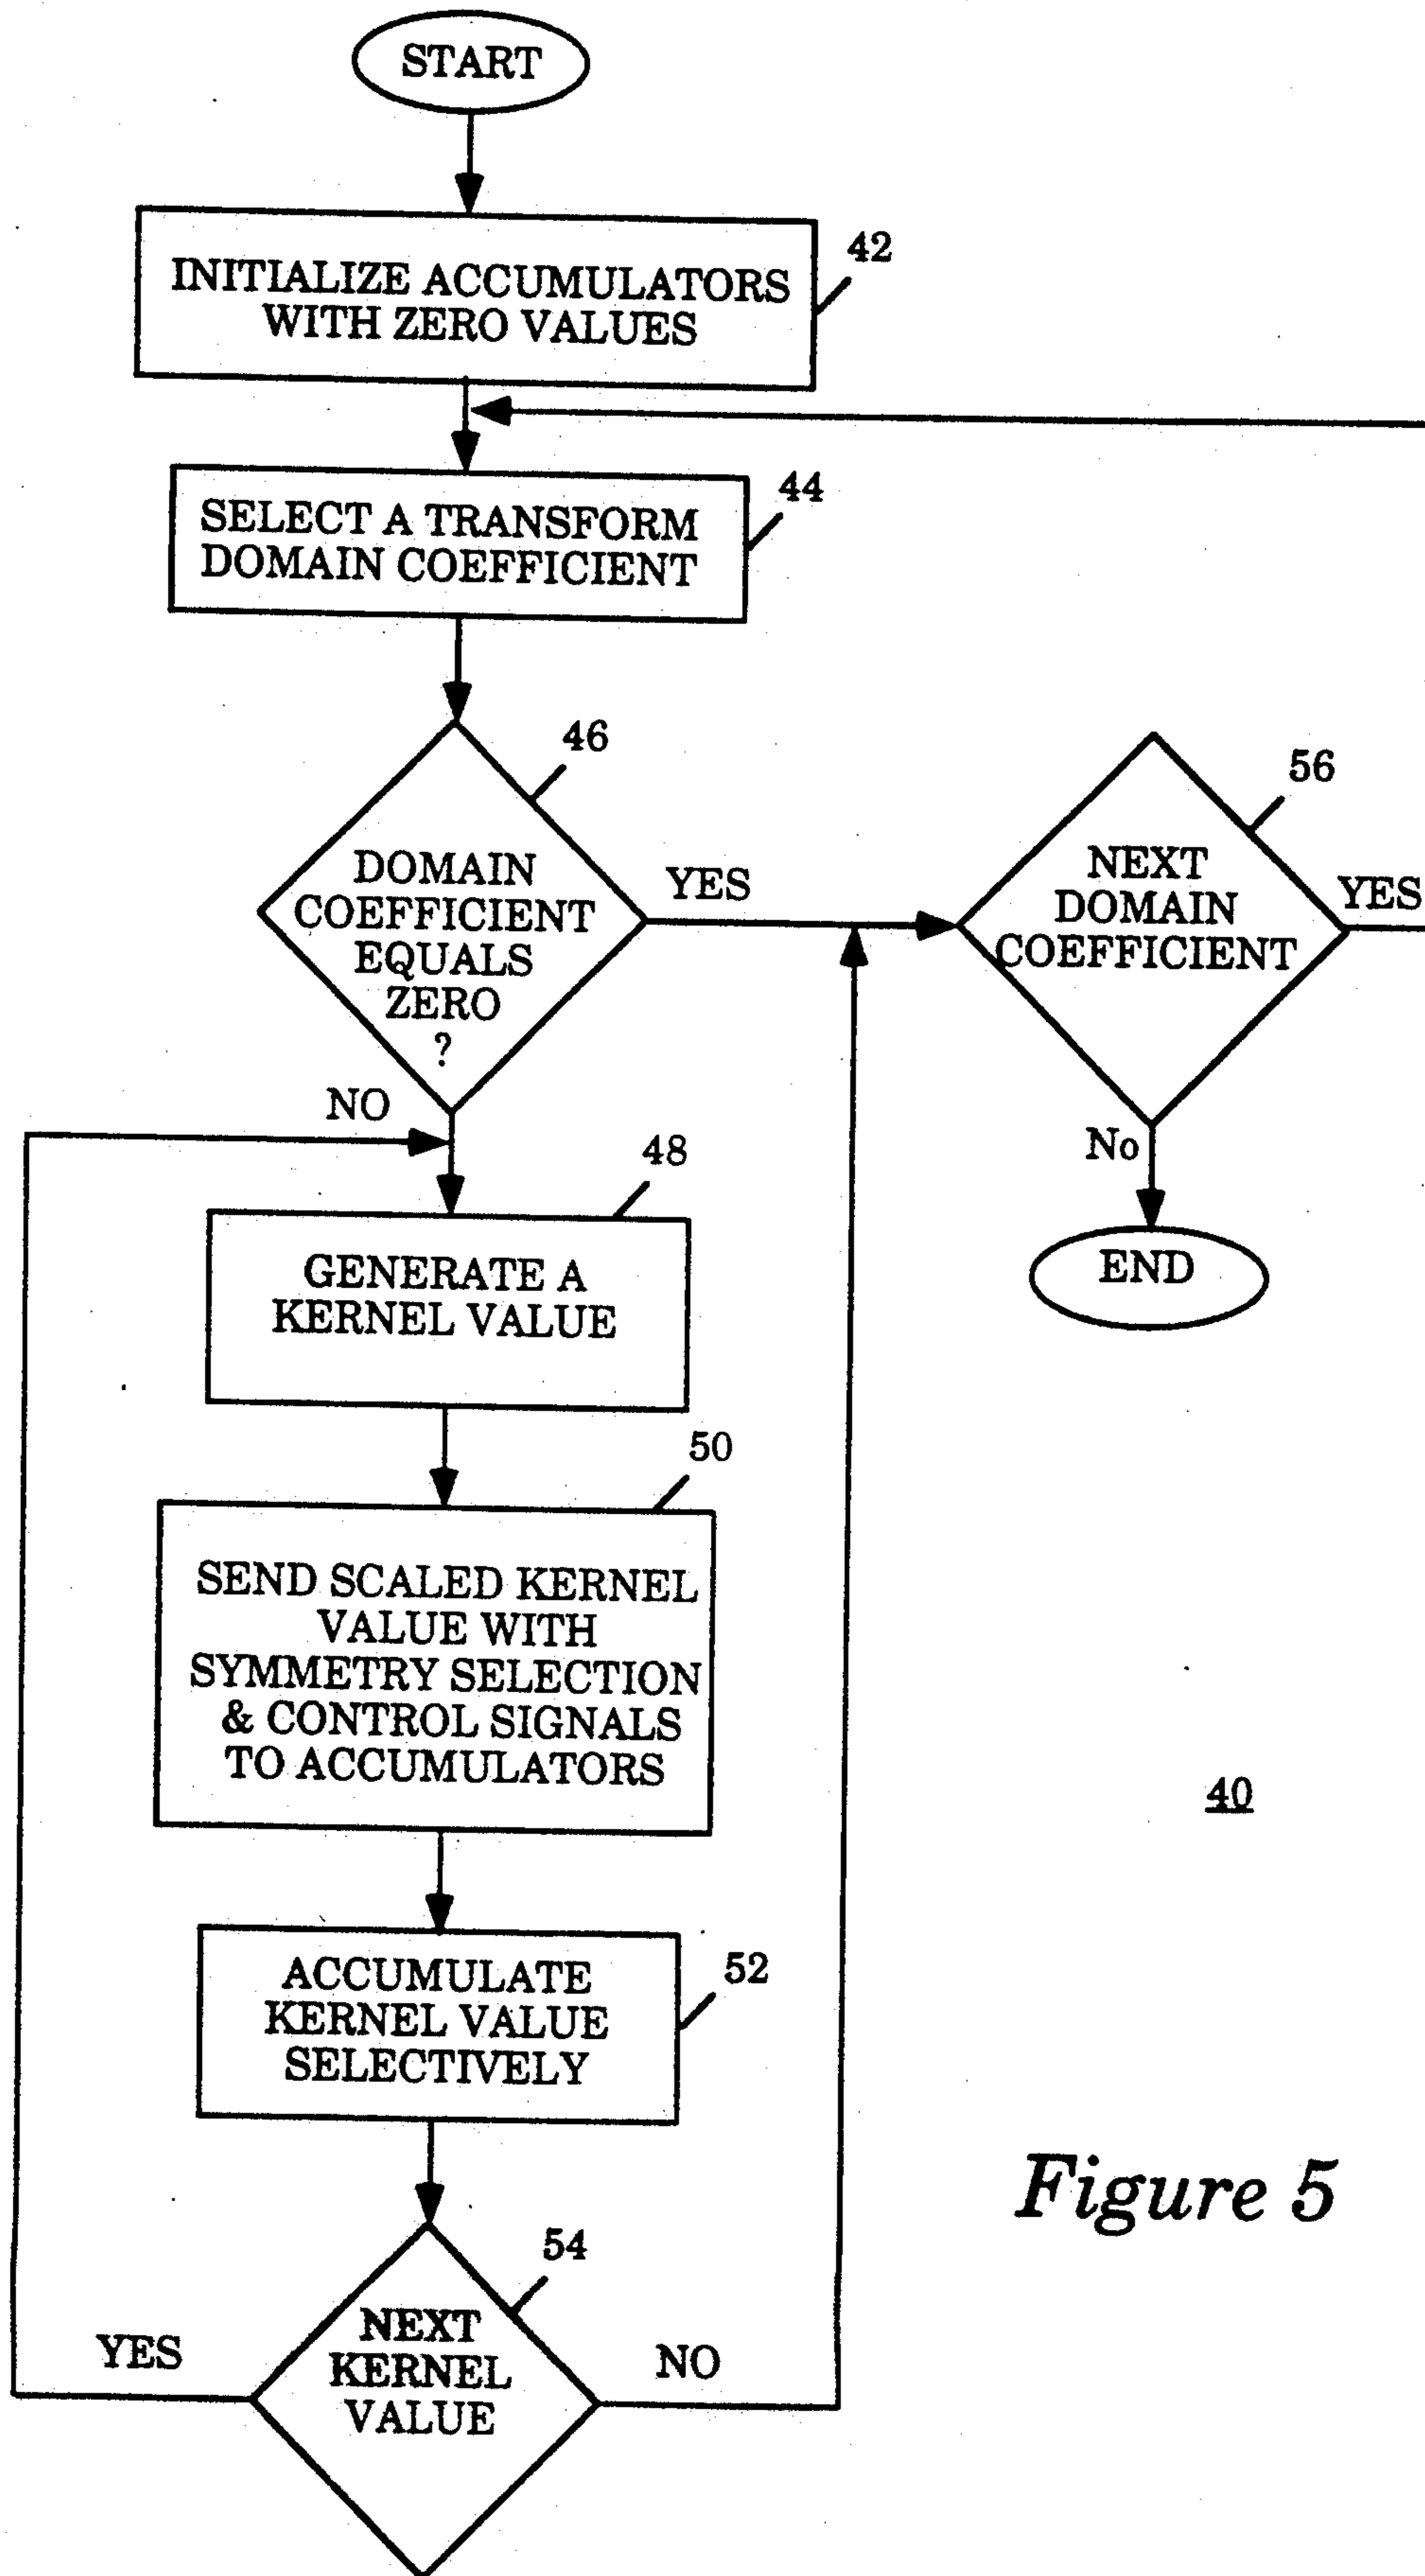 START
42
INITIALIZE ACCUMULATORS
WITH ZERO VALUES
44
SELECT A TRANSFORM
DOMAIN COEFFICIENT
46
DOMAIN
COEFFICIENT
EQUALS
ZERO
?
YES
56
NEXT
DOMAIN
COEFFICIENT
YES
NO
No
END
48
GENERATE A
KERNEL VALUE
50
SEND SCALED KERNEL
VALUE WITH
SYMMETRY SELECTION
& CONTROL SIGNALS
TO ACCUMULATORS
40
52
ACCUMULATE
KERNEL VALUE
SELECTIVELY
54
NEXT
KERNEL
VALUE
YES
NO
Figure 5